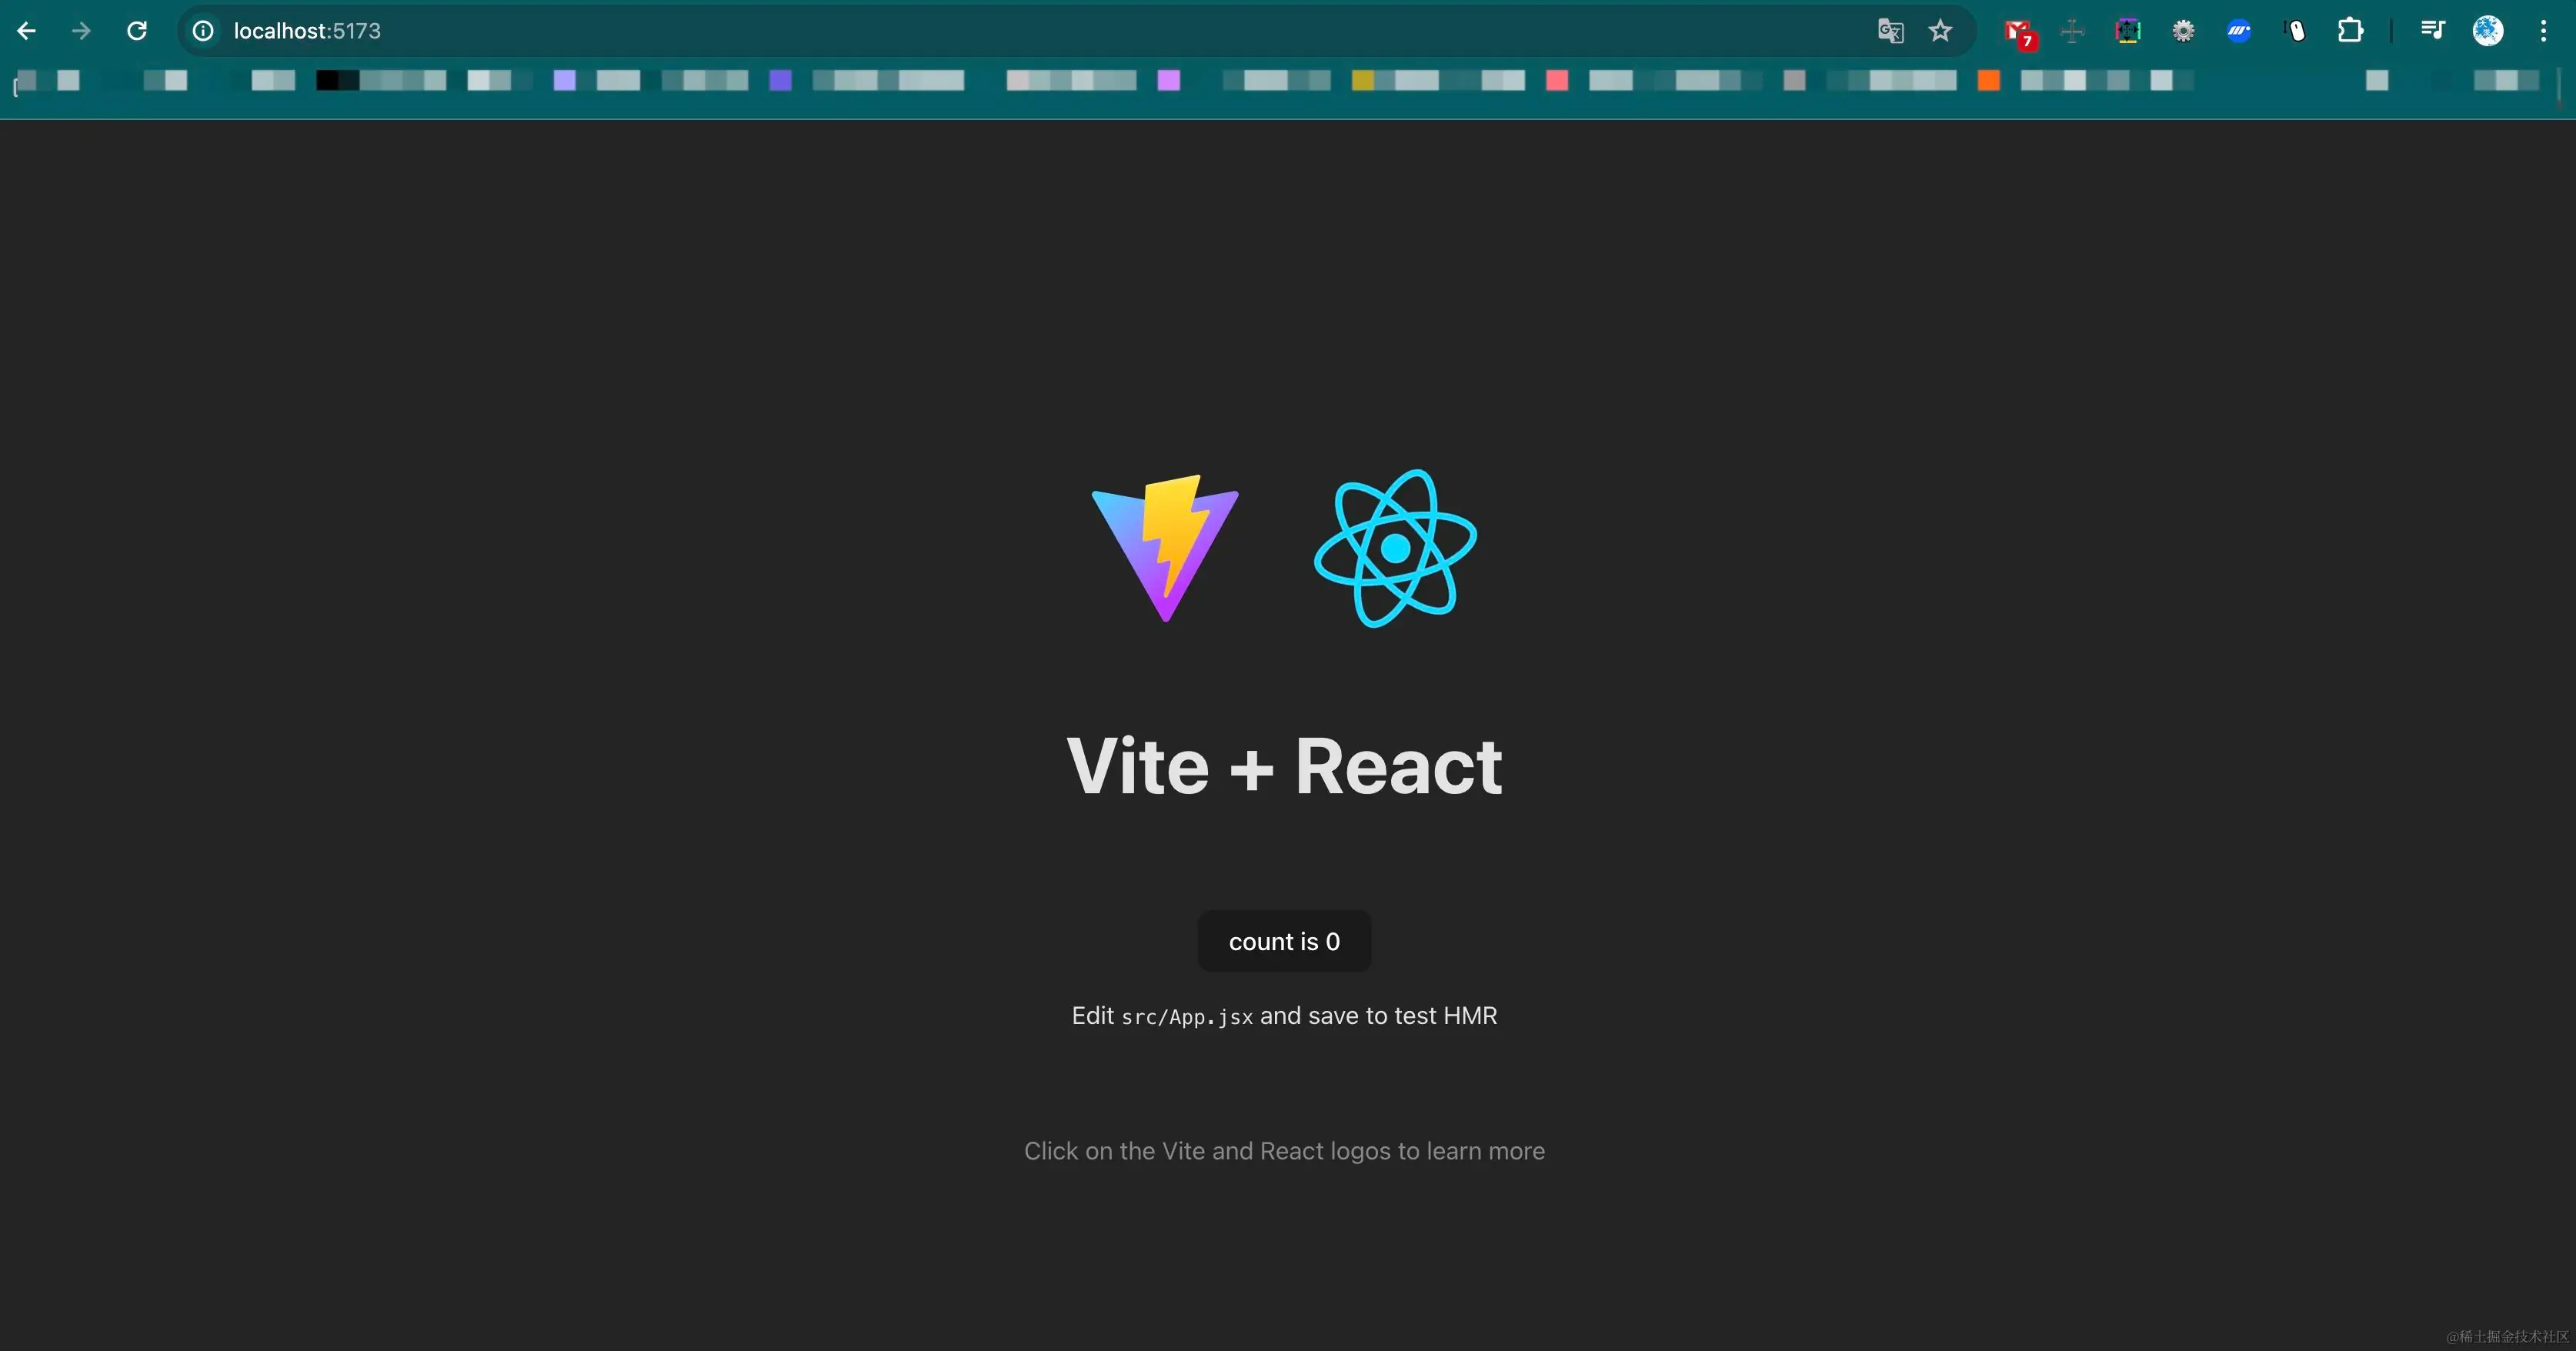 localhost:5173
7
Vite + React
count is 0
Edit src/App.jsx and save to test HMR
Click on the Vite and React logos to learn more
@稀土掘金技术社区